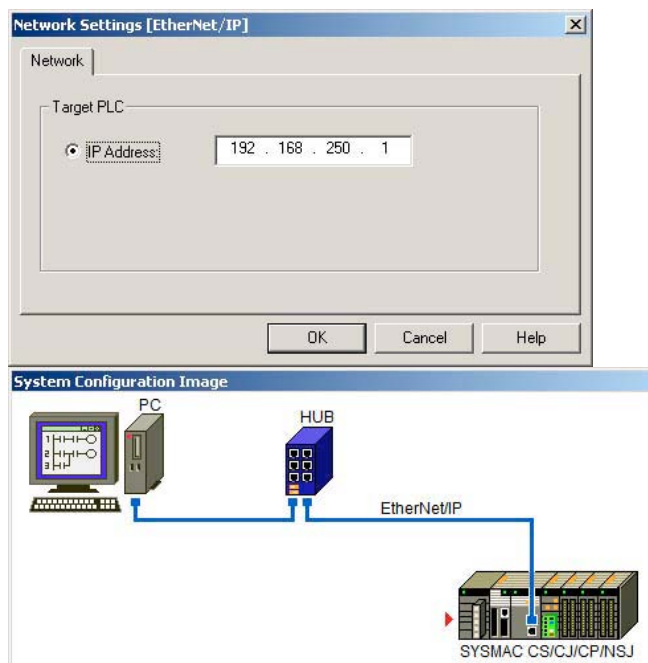 Network Settings [EtherNet/IP]
Network
Target PLC
IP Address:
192 . 168 . 250 . 1
OK
Cancel
Help
System Configuration Image
PC
HUB
EtherNet/IP
SYSMAC CS/CJ/CP/NSJ